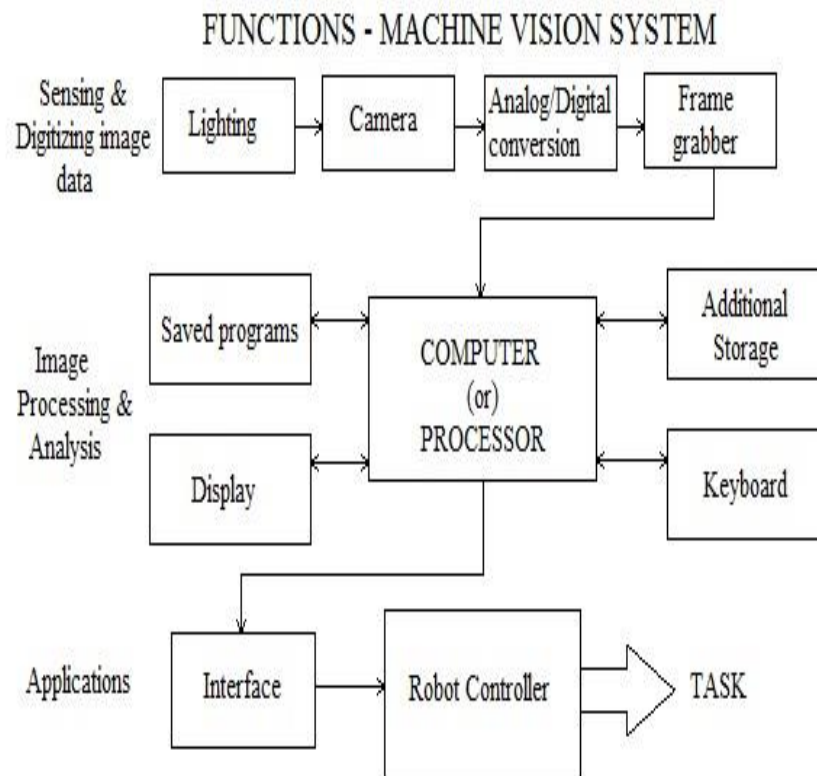 FUNCTIONS - MACHINE VISION SYSTEM
Sensing &
Digitizing image
data
Lighting
Camera
Analog/Digital
conversion
Frame
grabber
Image
Processing &
Analysis
Saved programs
Display
COMPUTER
(or)
PROCESSOR
Additional
Storage
Keyboard
Applications
Interface
Robot Controller
TASK